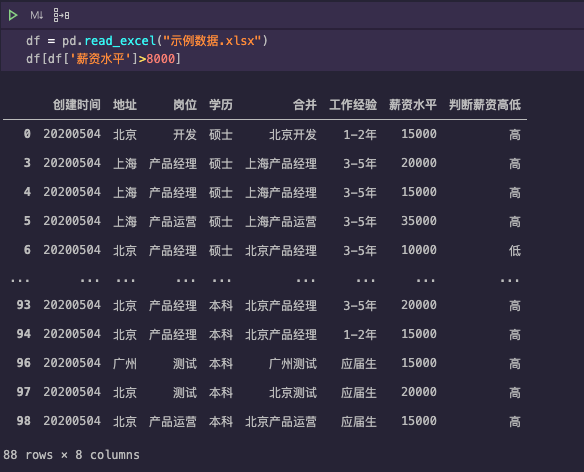 M↓
df = pd.read_excel("示例数据.xlsx")
df[df['薪资水平']>8000]
创建时间 地址 岗位 学历 合并 工作经验 薪资水平 判断薪资高低
0 20200504 北京 开发 硕士 北京开发 1-2年 15000 高
3 20200504 上海 产品经理 硕士 上海产品经理 3-5年 20000 高
4 20200504 上海 产品经理 硕士 上海产品经理 3-5年 15000 高
5 20200504 上海 产品运营 硕士 上海产品运营 3-5年 35000 高
6 20200504 北京 产品经理 硕士 北京产品经理 3-5年 10000 低
... ... ... ... ... ... ... ... ...
93 20200504 北京 产品经理 本科 北京产品经理 3-5年 20000 高
94 20200504 北京 产品经理 本科 北京产品经理 1-2年 15000 高
96 20200504 广州 测试 本科 广州测试 应届生 15000 高
97 20200504 北京 测试 本科 北京测试 应届生 20000 高
98 20200504 北京 产品运营 本科 北京产品运营 应届生 15000 高
88 rows × 8 columns